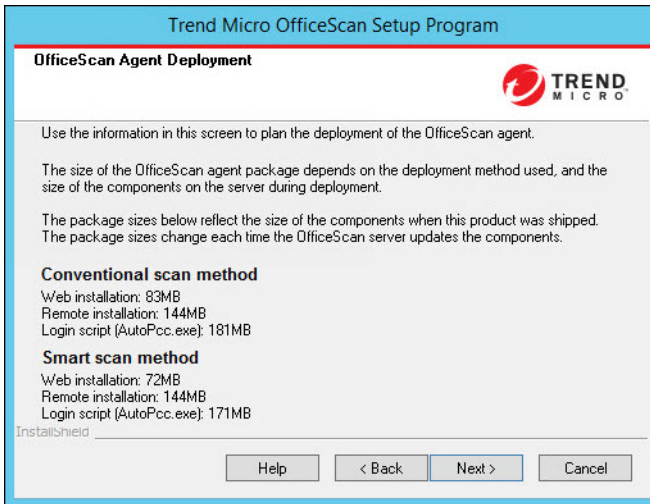 Trend Micro OfficeScan Setup Program
OfficeScan Agent Deployment
TREND
MICRO
Use the information in this screen to plan the deployment of the OfficeScan agent.
The size of the OfficeScan agent package depends on the deployment method used, and the
size of the components on the server during deployment.
The package sizes below reflect the size of the components when this product was shipped.
The package sizes change each time the OfficeScan server updates the components.
Conventional scan method
Web installation: 83MB
Remote installation: 144MB
Login script (AutoPcc.exe): 181MB
Smart scan method
Web installation: 72MB
Remote installation: 144MB
Login script (AutoPcc.exe): 171MB
InstallShield
Help
< Back
Next >
Cancel